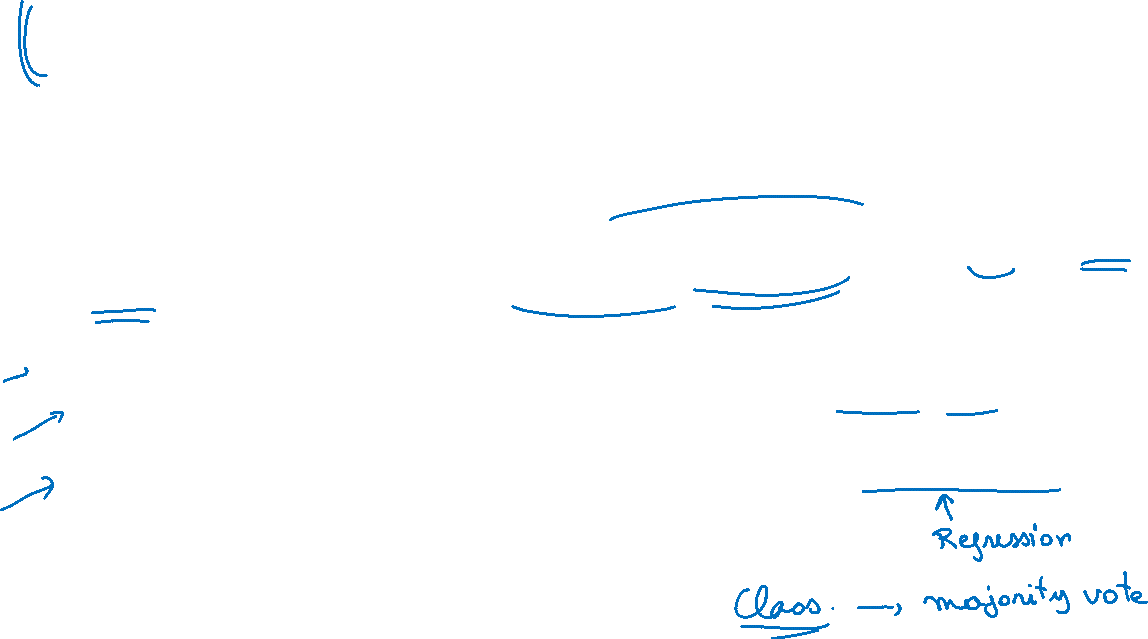 Regression
Class. → majority vote